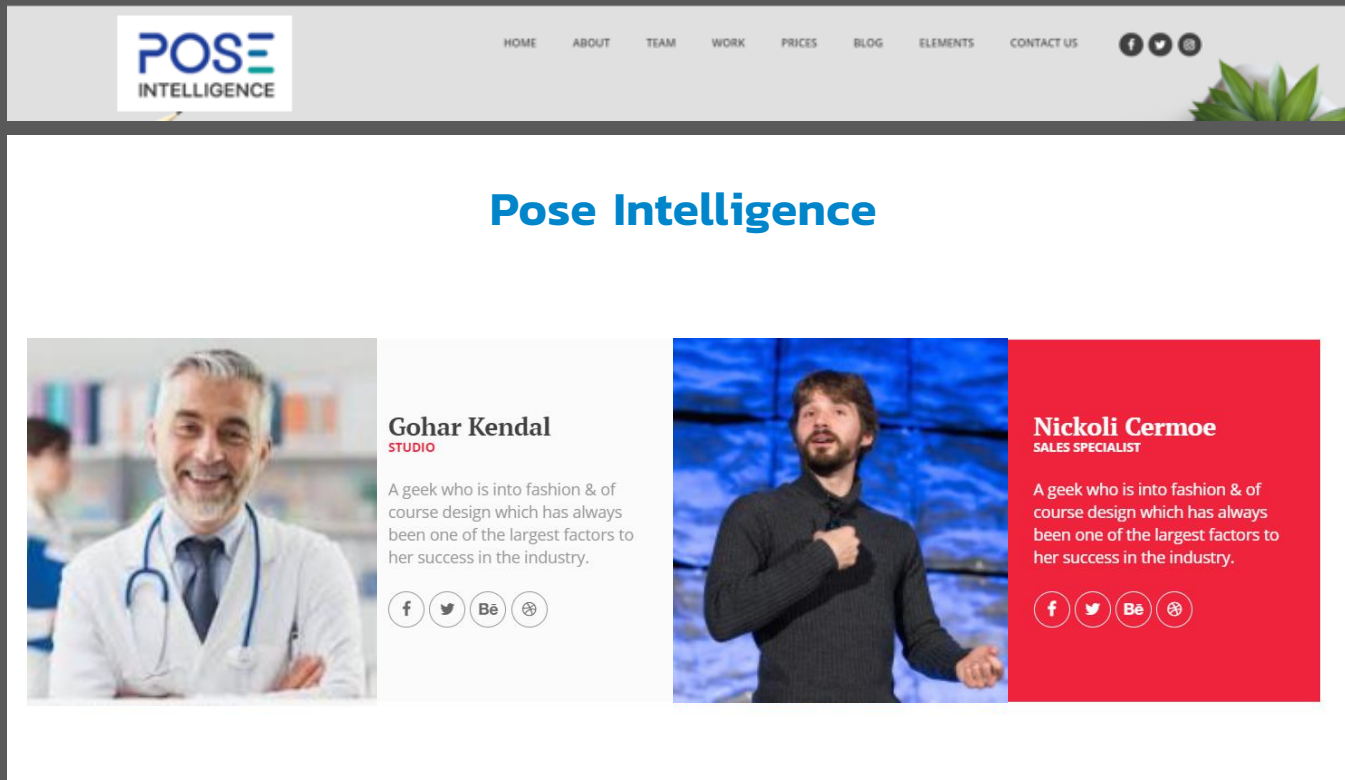 POSE
INTELLIGENCE
HOME ABOUT TEAM WORK PRICES BLOG ELEMENTS CONTACT US
Pose Intelligence
Gohar Kendal
STUDIO
A geek who is into fashion & of
course design which has always
been one of the largest factors to
her success in the industry.
Bē
Nickoli Cermoe
SALES SPECIALIST
A geek who is into fashion & of
course design which has always
been one of the largest factors to
her success in the industry.
Bē